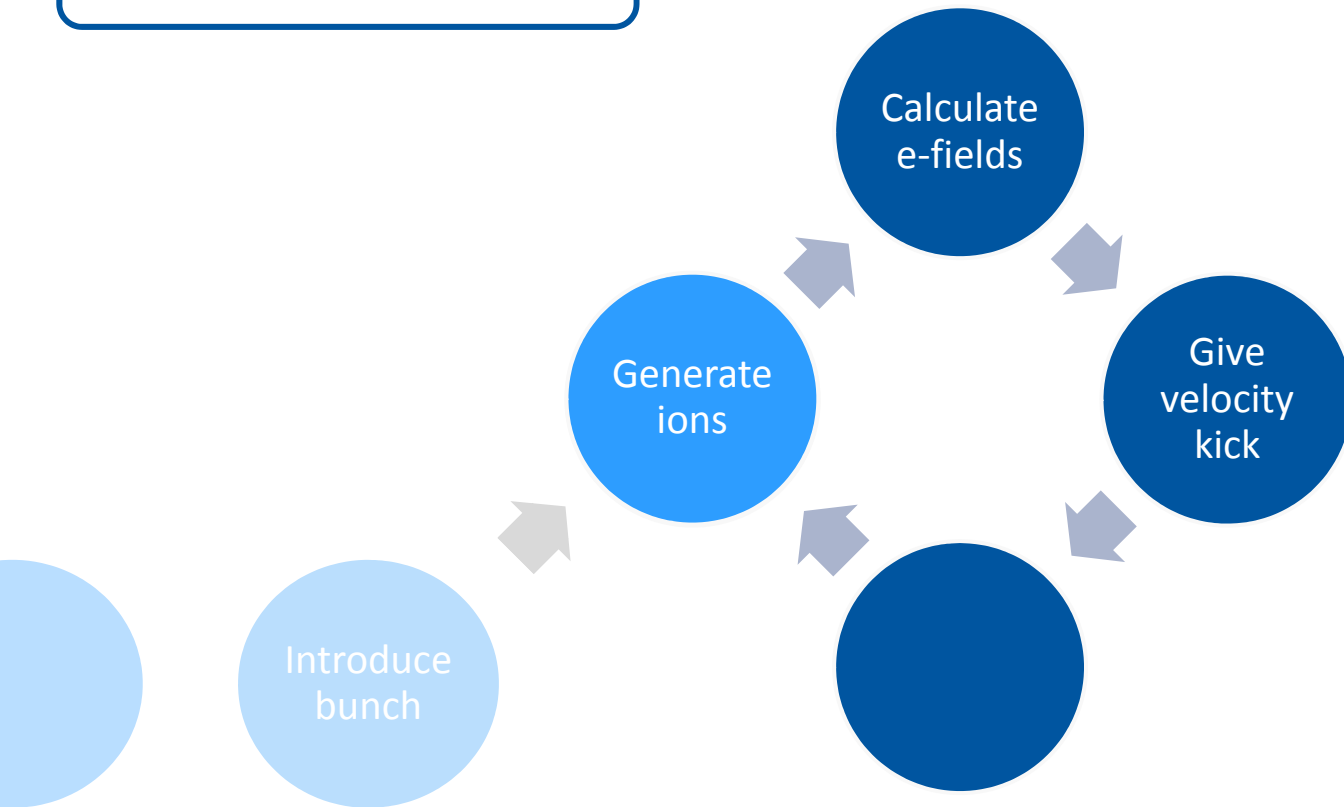 Calculate
e-fields
Give
velocity
kick
Generate
ions
Introduce
bunch